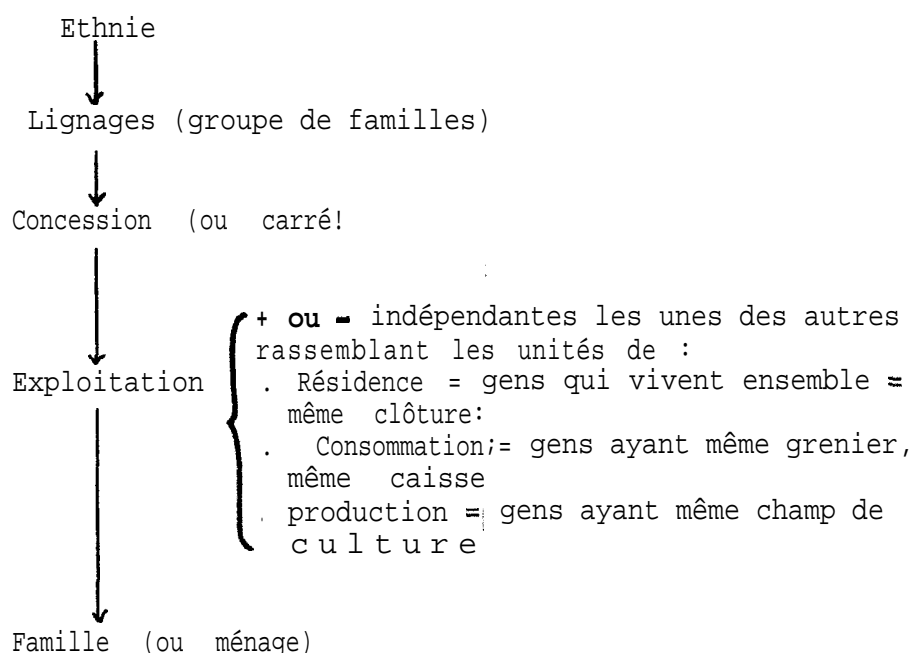 Ethnie
Lignages (groupe de familles)
Concession (ou carré!
+ ou - indépendantes les unes des autres
rassemblant les unités de :
Exploitation . Résidence = gens qui vivent ensemble =
même clôture:
. Consommation;= gens ayant même grenier,
même caisse
. production = gens ayant même champ de
culture
Famille (ou ménage)